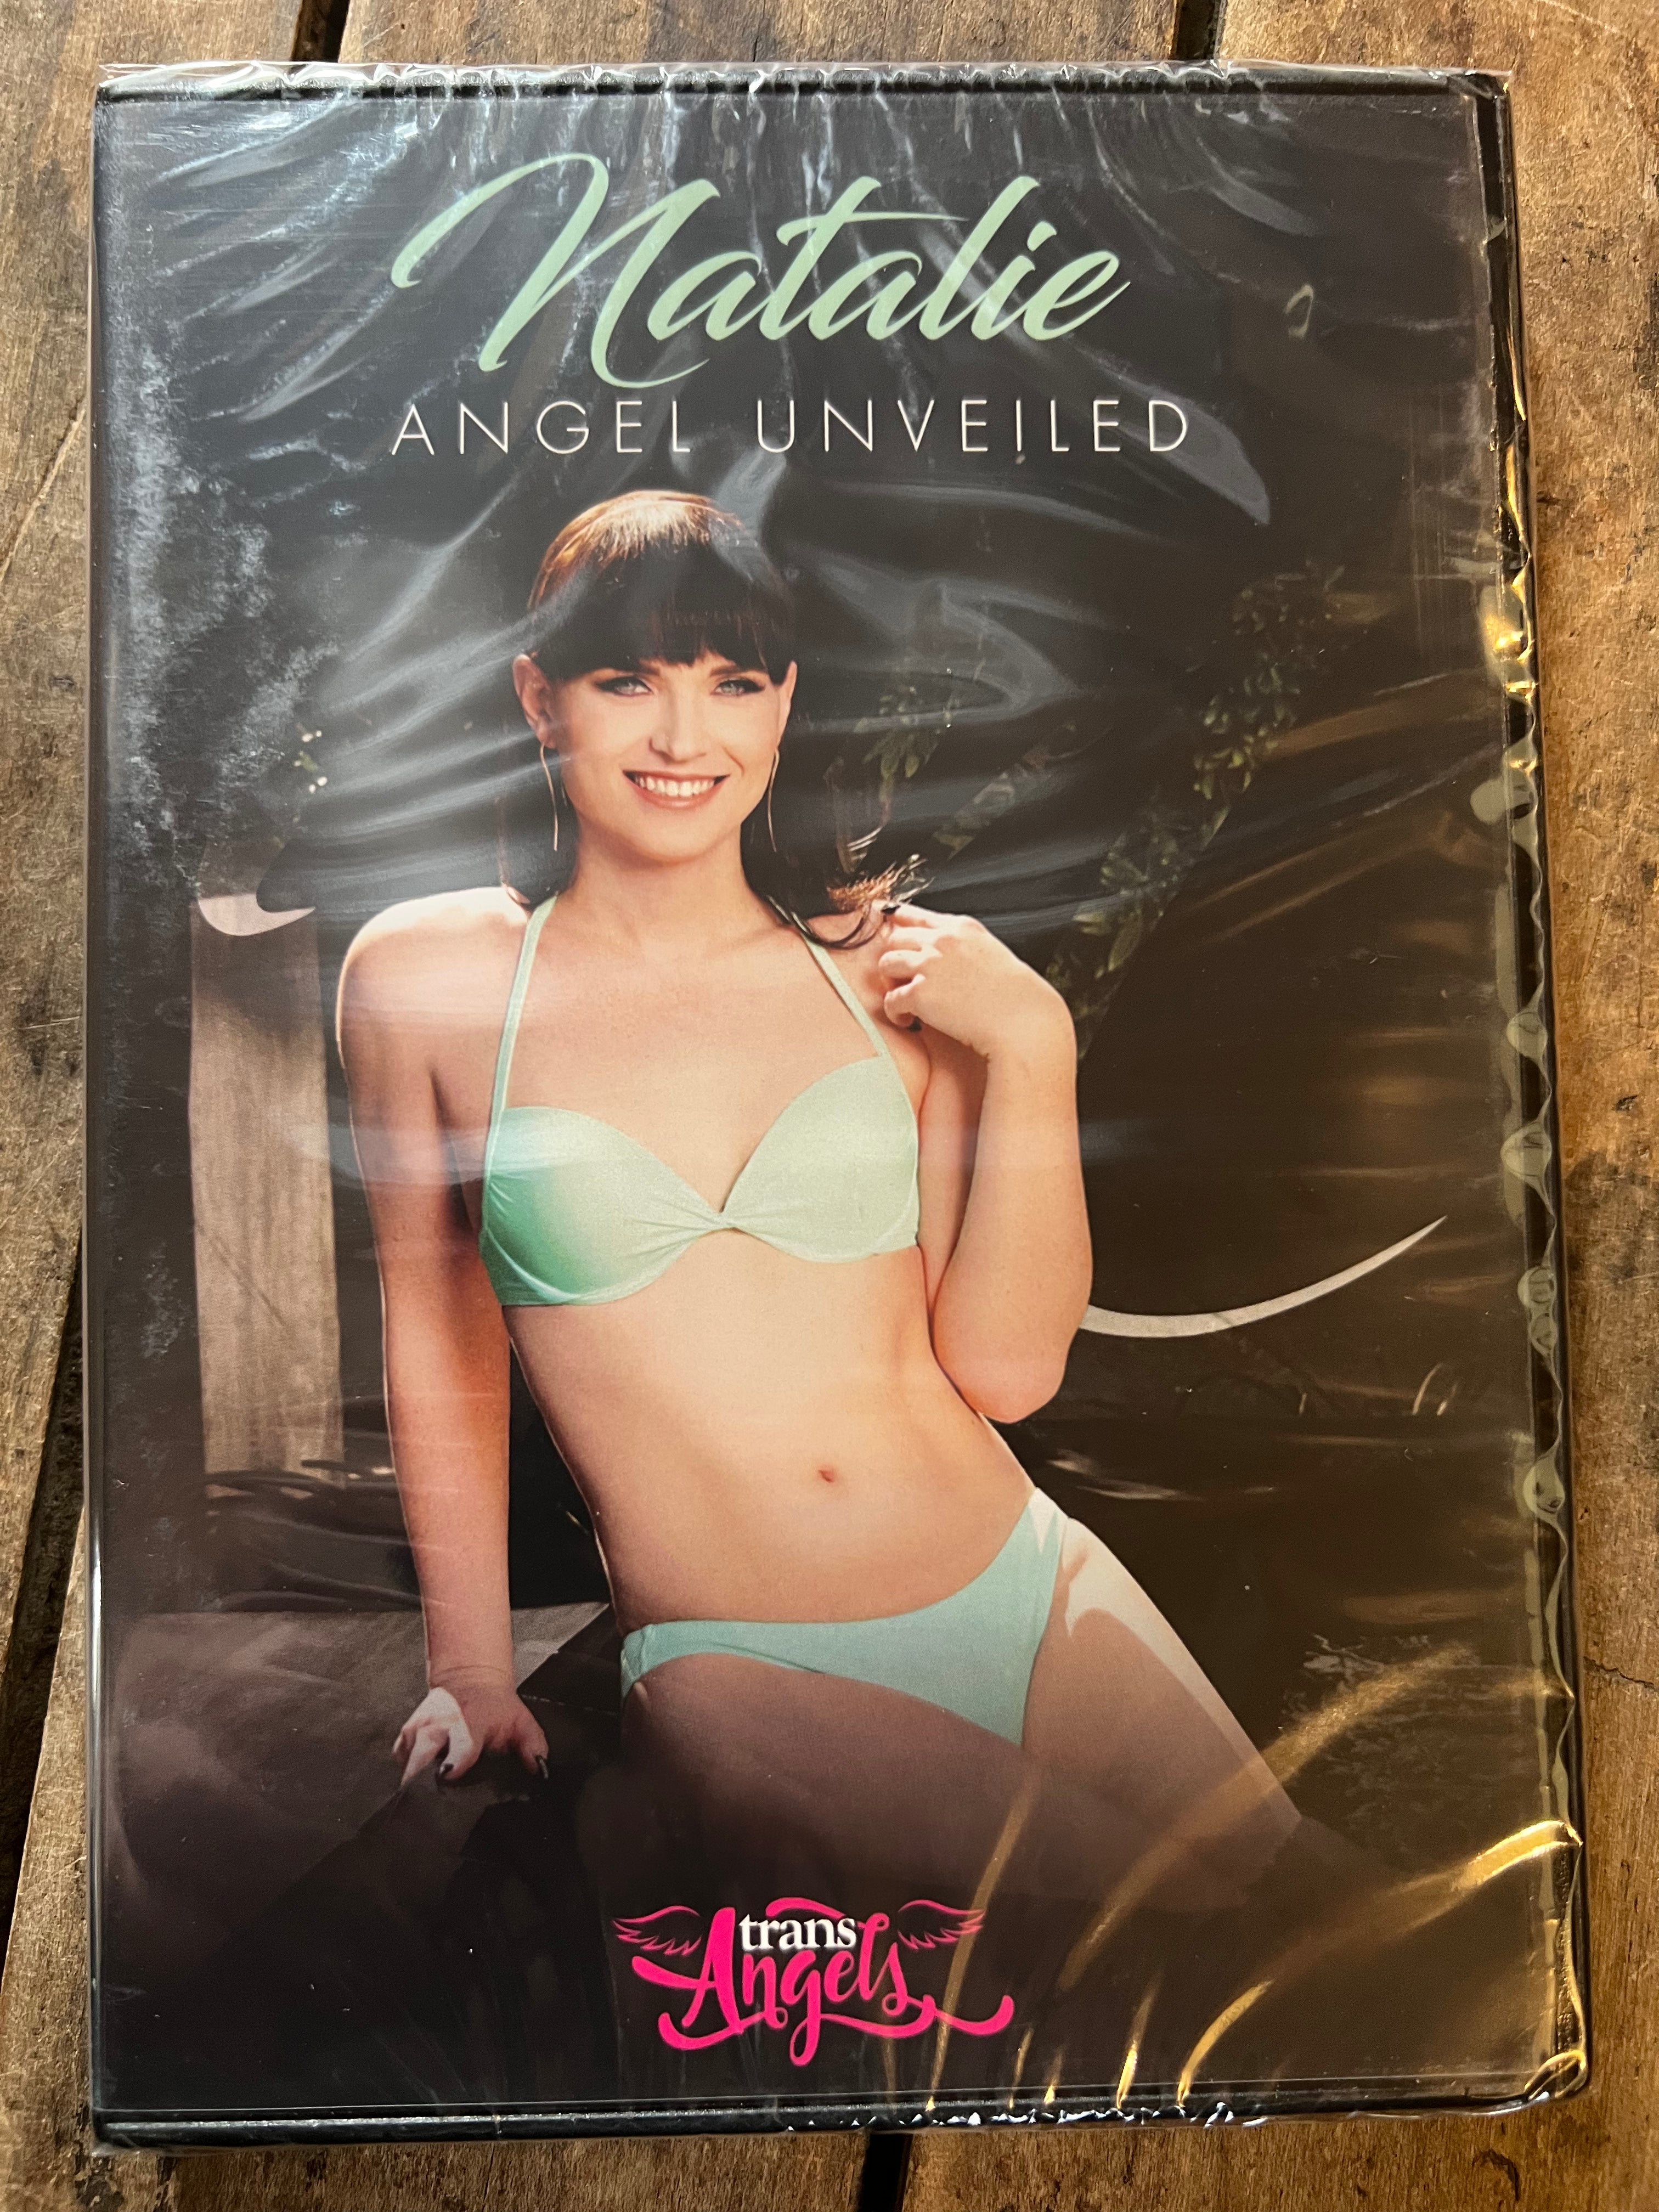 Natalie
ANGEL UNVEILED
trans
Angels